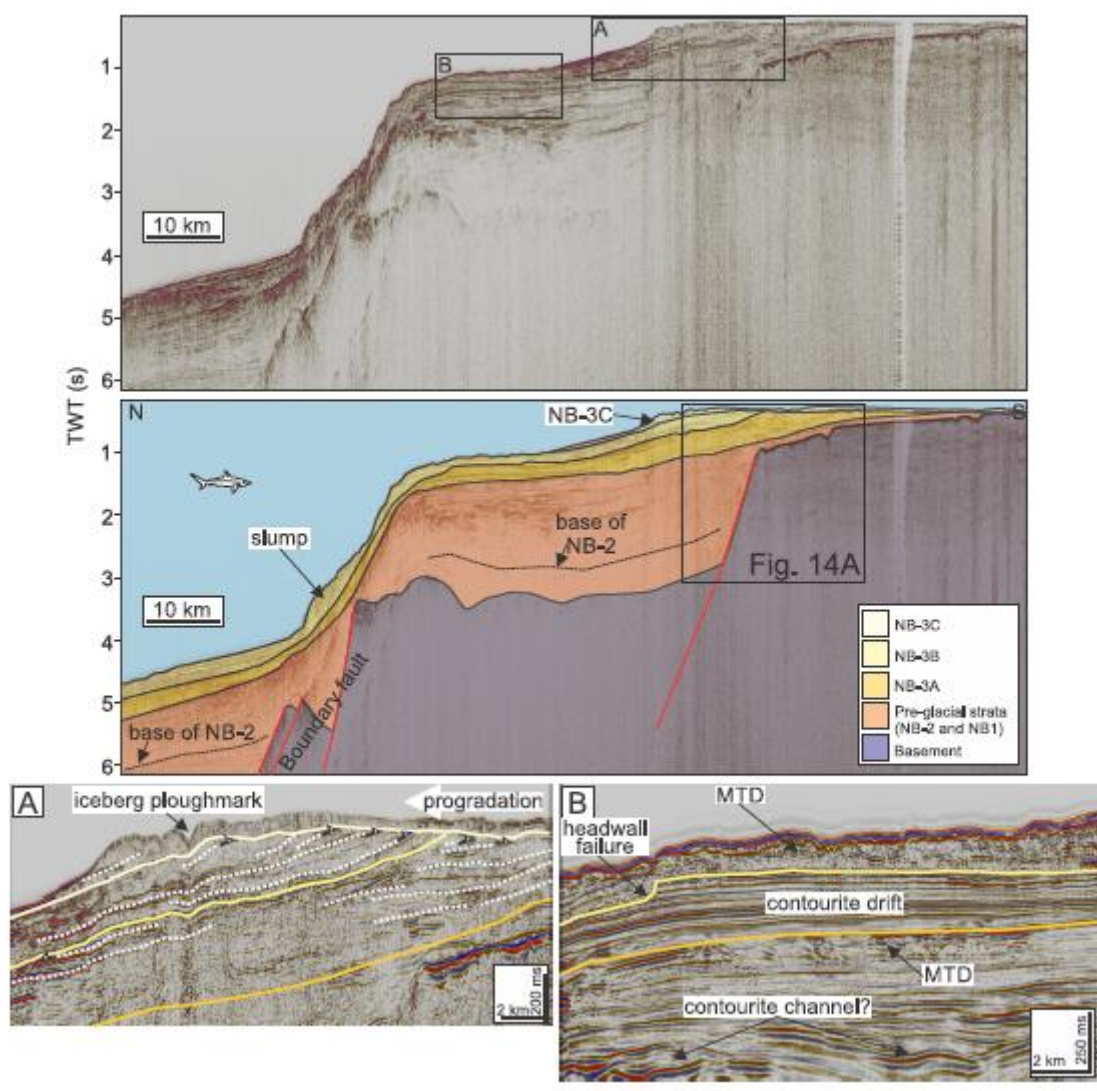 A
B
1
2
3
4
5
6
10 km
TWT (s)
N
S
NB-3C
1
2
3
4
5
6
slump
base of
NB-2
Fig. 14A
10 km
Boundary fault
base of NB-2
NB-3C
NB-3B
NB-3A
Pre-glacial strata
(NB-2 and NB1)
Basement
A
iceberg ploughmark
progradation
2 km
200 ms
B
MTD
headwall
failure
contourite drift
MTD
contourite channel?
2 km
250 ms